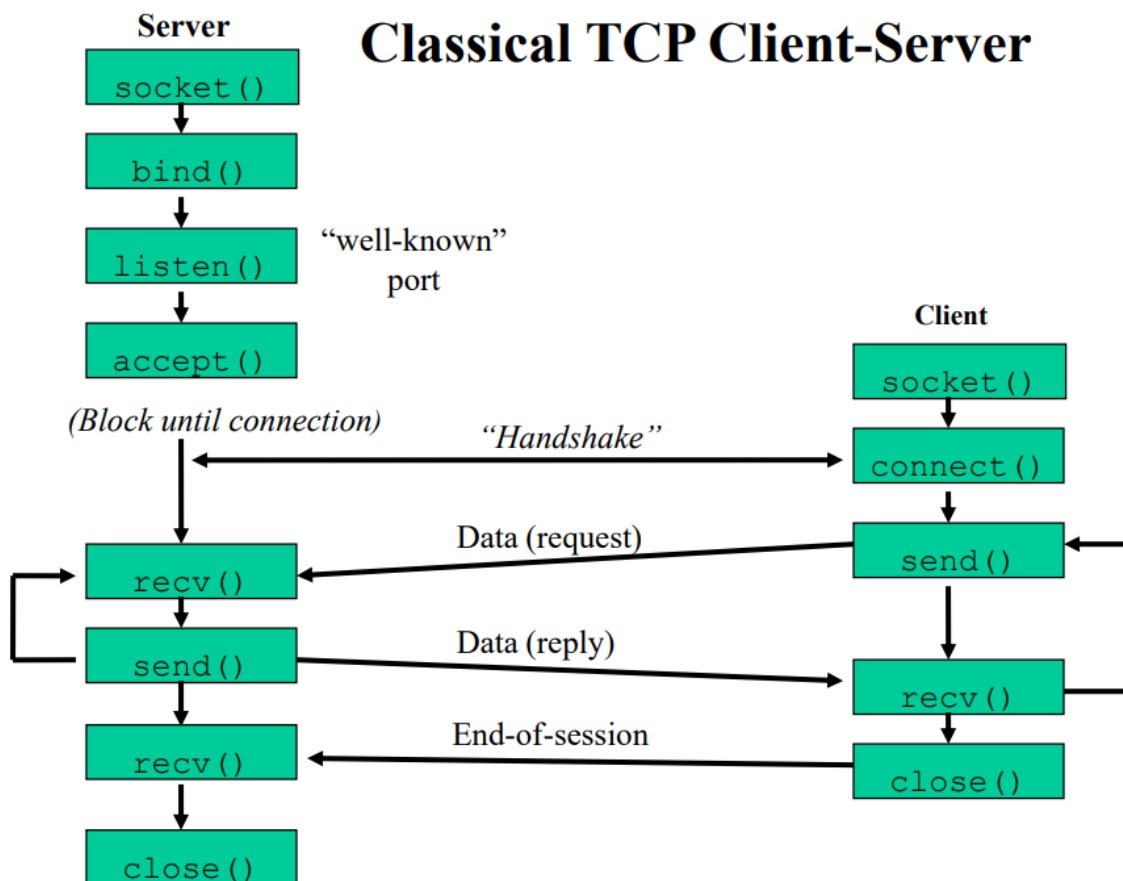 Server
Classical TCP Client-Server
socket()
bind()
listen()
“well-known”
port
accept()
Client
socket()
(Block until connection)
“Handshake”
connect()
Data (request)
send()
recv()
Data (reply)
send()
recv()
End-of-session
recv()
close()
close()